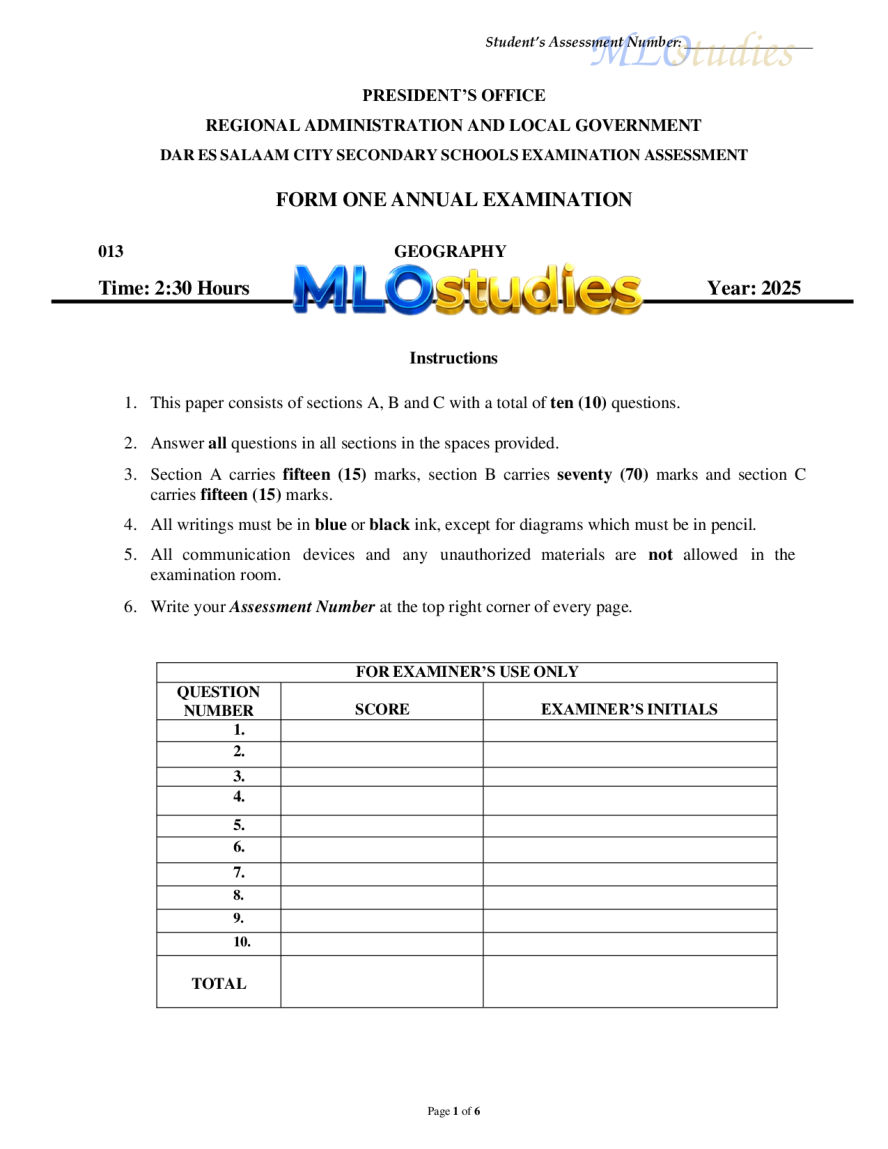 Student's Assessment Number:
MLOstudies
PRESIDENT'S OFFICE
REGIONAL ADMINISTRATION AND LOCAL GOVERNMENT
DAR ES SALAAM CITY SECONDARY SCHOOLS EXAMINATION ASSESSMENT
FORM ONE ANNUAL EXAMINATION
013 GEOGRAPHY
Time: 2:30 Hours MLOstudies Year: 2025
Instructions
1. This paper consists of sections A, B and C with a total of ten (10) questions.
2. Answer all questions in all sections in the spaces provided.
3. Section A carries fifteen (15) marks, section B carries seventy (70) marks and section C
carries fifteen (15) marks.
4. All writings must be in blue or black ink, except for diagrams which must be in pencil.
5. All communication devices and any unauthorized materials are not allowed in the
examination room.
6. Write your Assessment Number at the top right corner of every page.
FOR EXAMINER'S USE ONLY
QUESTION
NUMBER SCORE EXAMINER'S INITIALS
1.
2.
3.
4.
5.
6.
7.
8.
9.
10.
TOTAL
Page 1 of 6